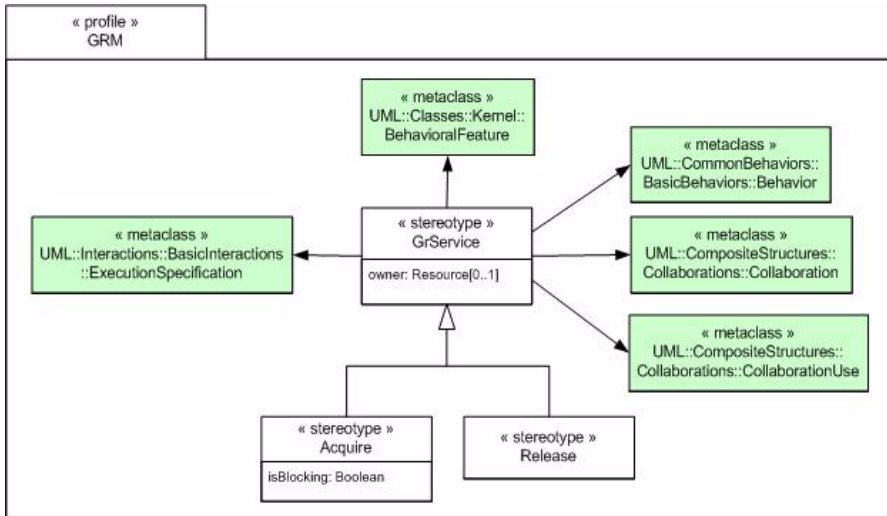 « profile »
GRM
« metaclass »
UML::Classes::Kernel::
BehavioralFeature
« metaclass »
UML::CommonBehaviors::
BasicBehaviors::Behavior
« stereotype »
GrService
owner: Resource[0..1]
« metaclass »
UML::Interactions::BasicInteractions
::ExecutionSpecification
« metaclass »
UML::CompositeStructures::
Collaborations::Collaboration
« metaclass »
UML::CompositeStructures::
Collaborations::CollaborationUse
« stereotype »
Acquire
isBlocking: Boolean
« stereotype »
Release